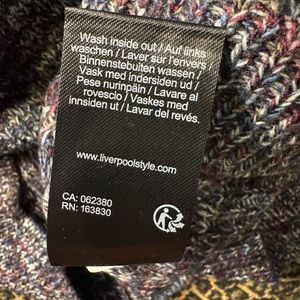 Wash inside out / Auf links
waschen / Laver sur l'envers /
Binnenstebuiten wassen /
Vask med indersiden ud /
Pese nurinpäin / Lavare al
rovescio / Vaskes med
innsiden ut / Lavar del revés.
www.liverpoolstyle.com
CA: 062380
RN: 163830